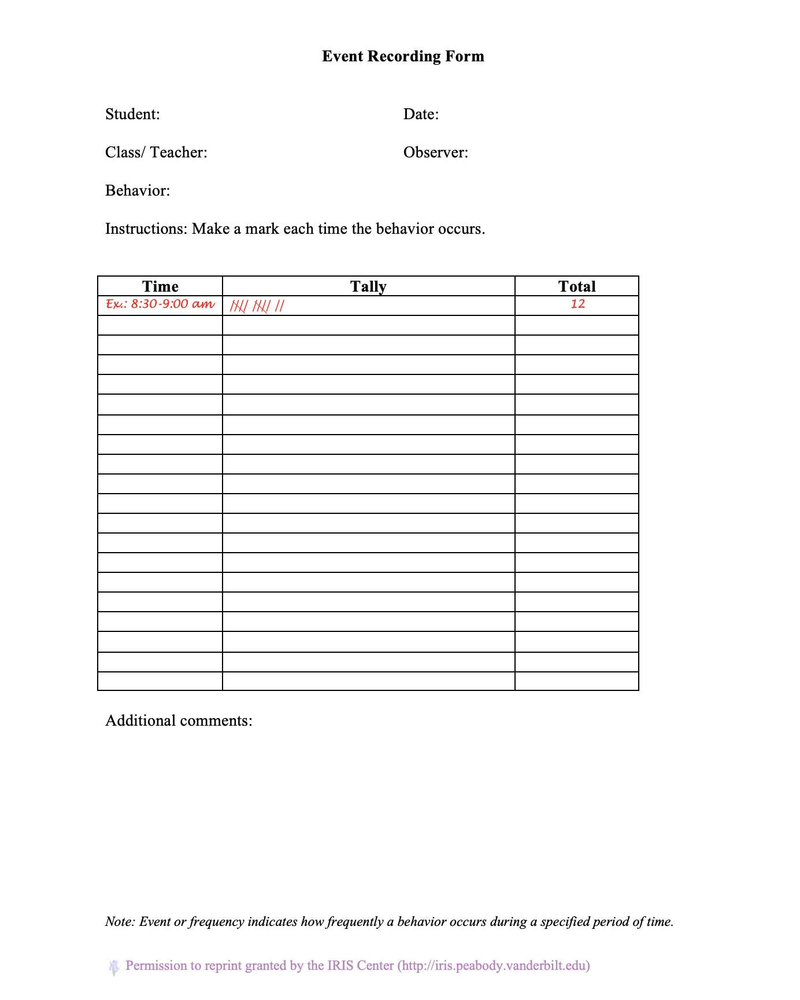 Event Recording Form
Student: Date:
Class/ Teacher: Observer:
Behavior:
Instructions: Make a mark each time the behavior occurs.
Time Tally Total
Ex.: 8:30-9:00 am //// //// // 12
Additional comments:
Note: Event or frequency indicates how frequently a behavior occurs during a specified period of time.
Permission to reprint granted by the IRIS Center (http://iris.peabody.vanderbilt.edu)